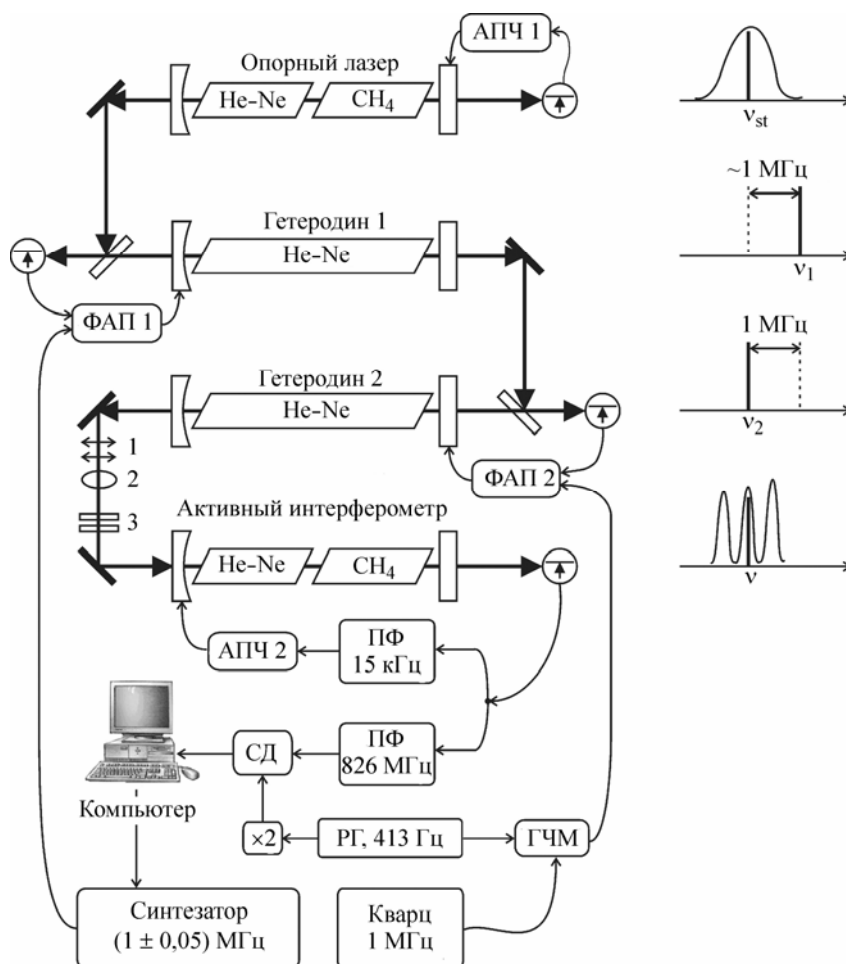 АПЧ 1
Опорный лазер
He–Ne
CH4
νst
~1 МГц
Гетеродин 1
He–Ne
ν1
ФАП 1
1 МГц
Гетеродин 2
He–Ne
ν2
1
2
ФАП 2
3
Активный интерферометр
He–Ne
CH4
ν
АПЧ 2
ПФ
15 кГц
СД
ПФ
826 МГц
Компьютер
×2
РГ, 413 Гц
ГЧМ
Синтезатор
(1 ± 0,05) МГц
Кварц
1 МГц